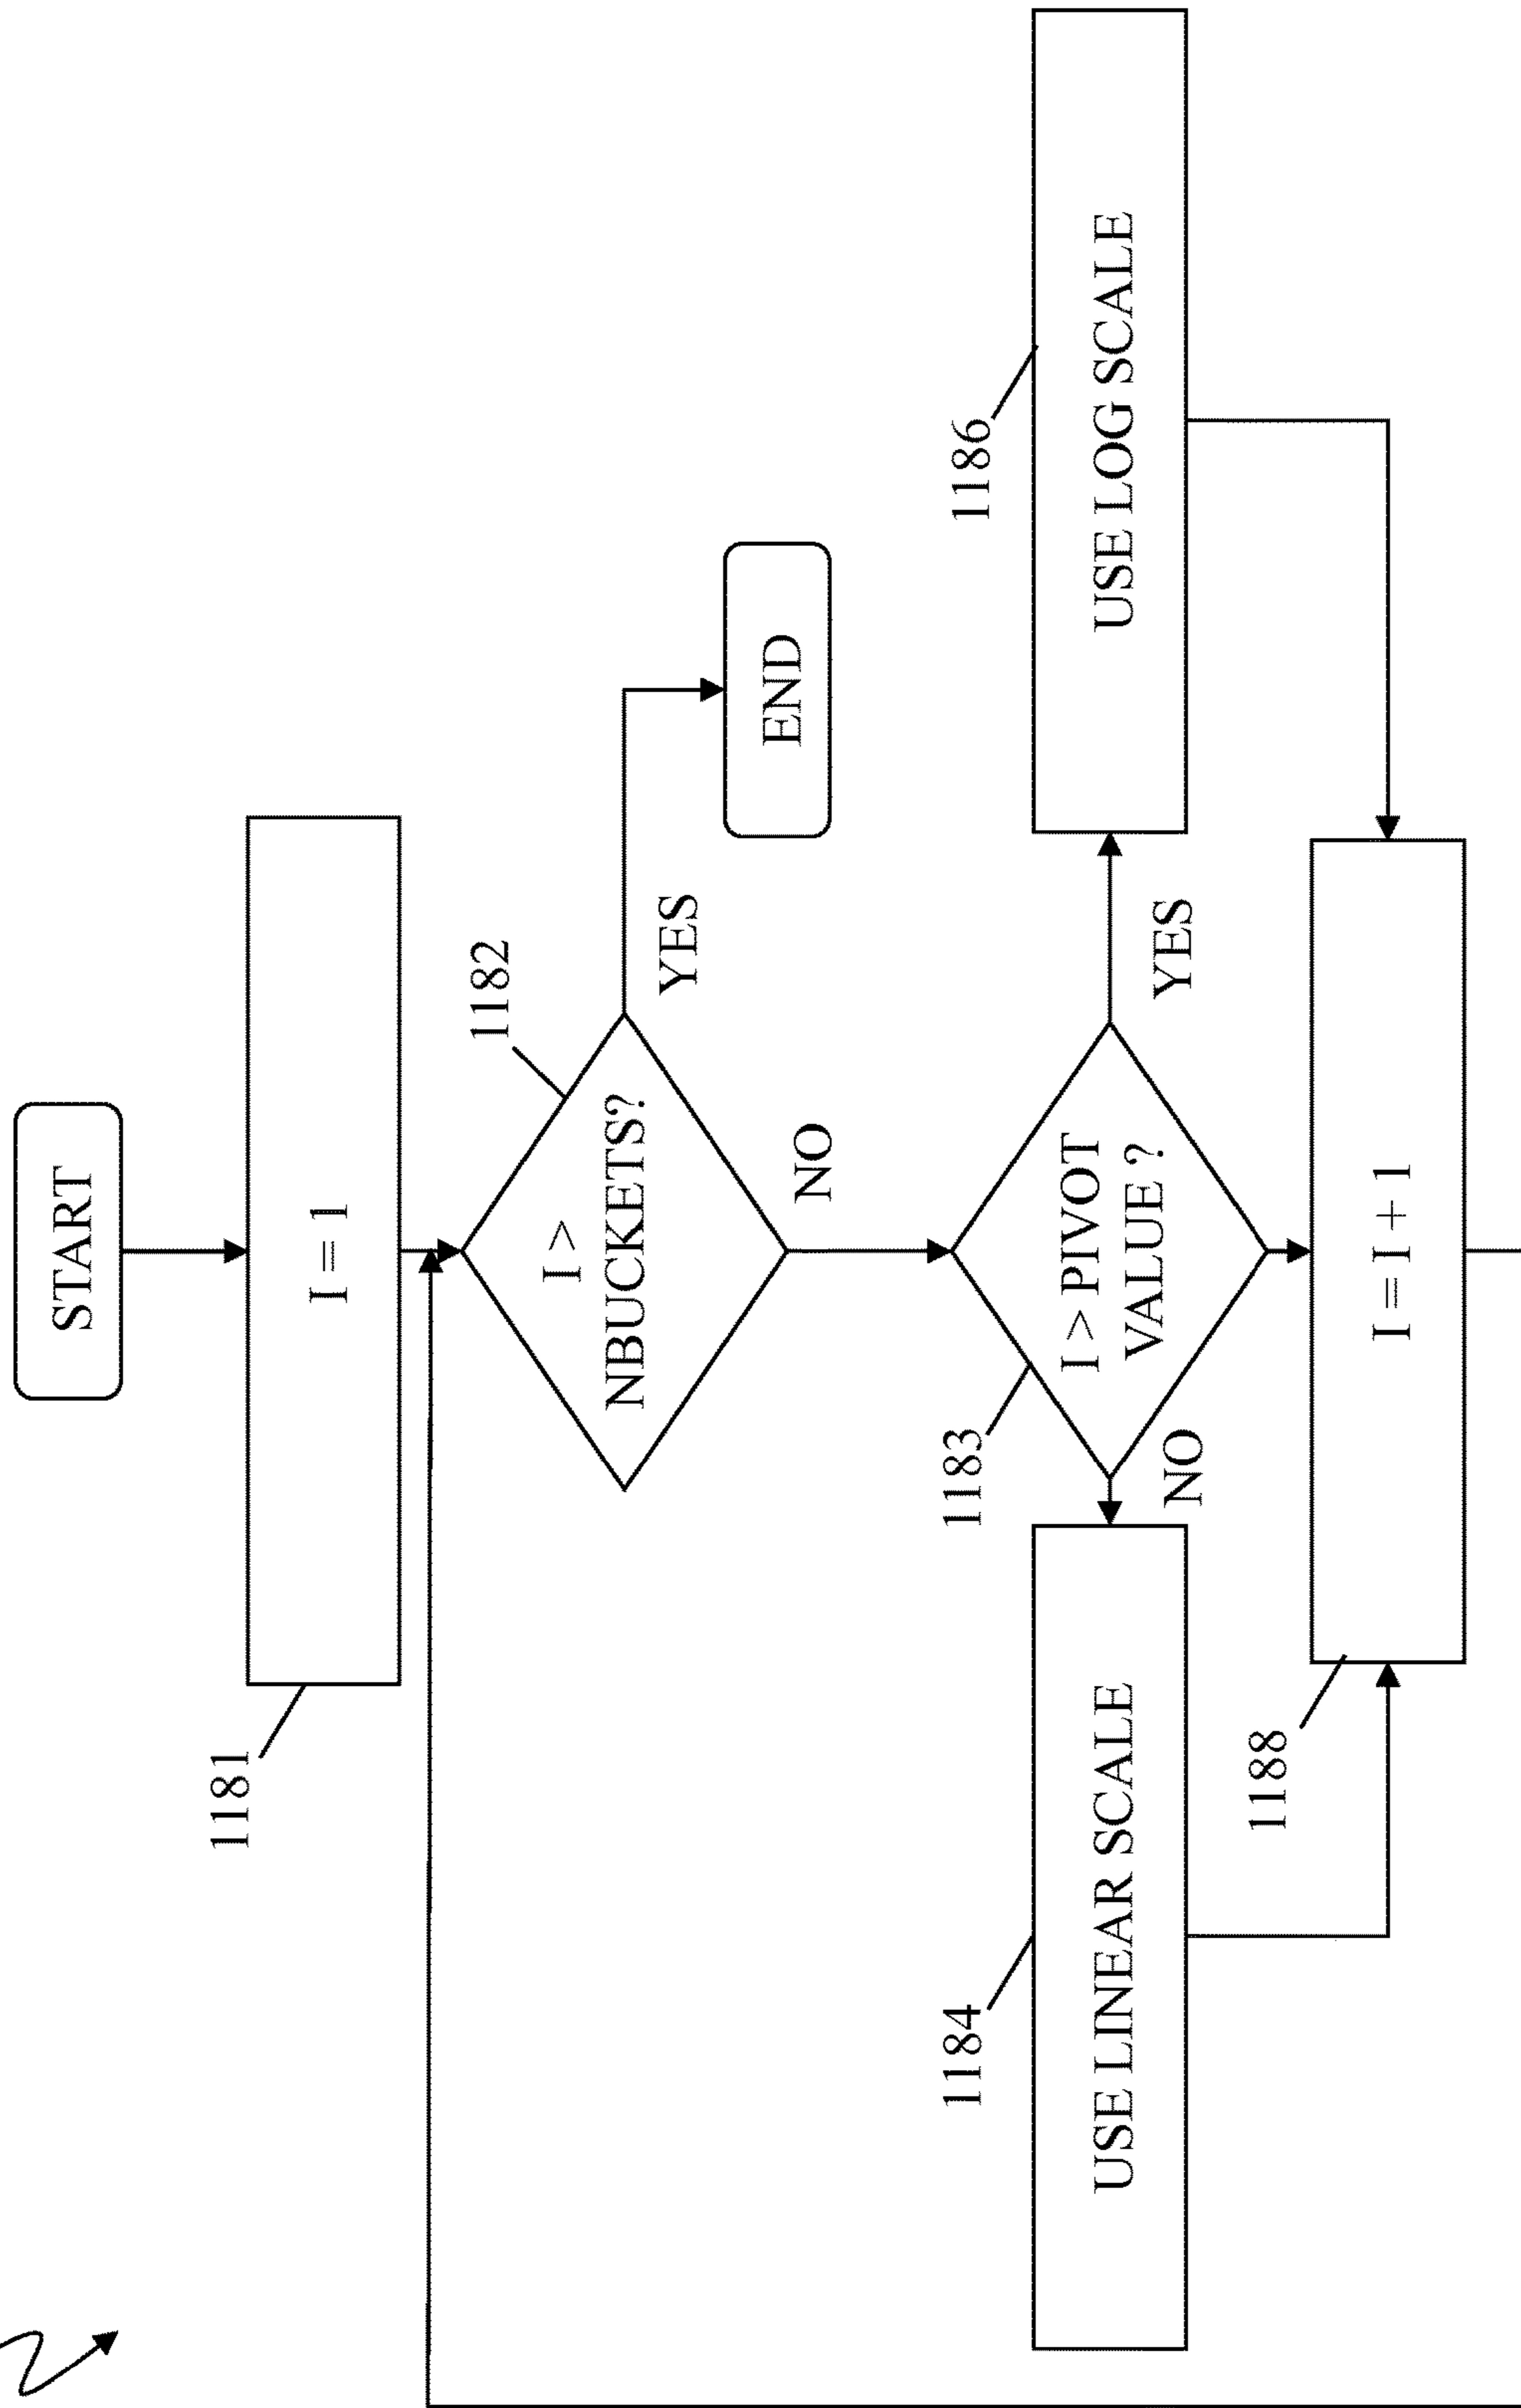 START
1181
I = 1
1182
I >
NBUCKETS?
YES
END
NO
1183
I > PIVOT
VALUE ?
NO
YES
1184
USE LINEAR SCALE
1186
USE LOG SCALE
1188
I = I + 1